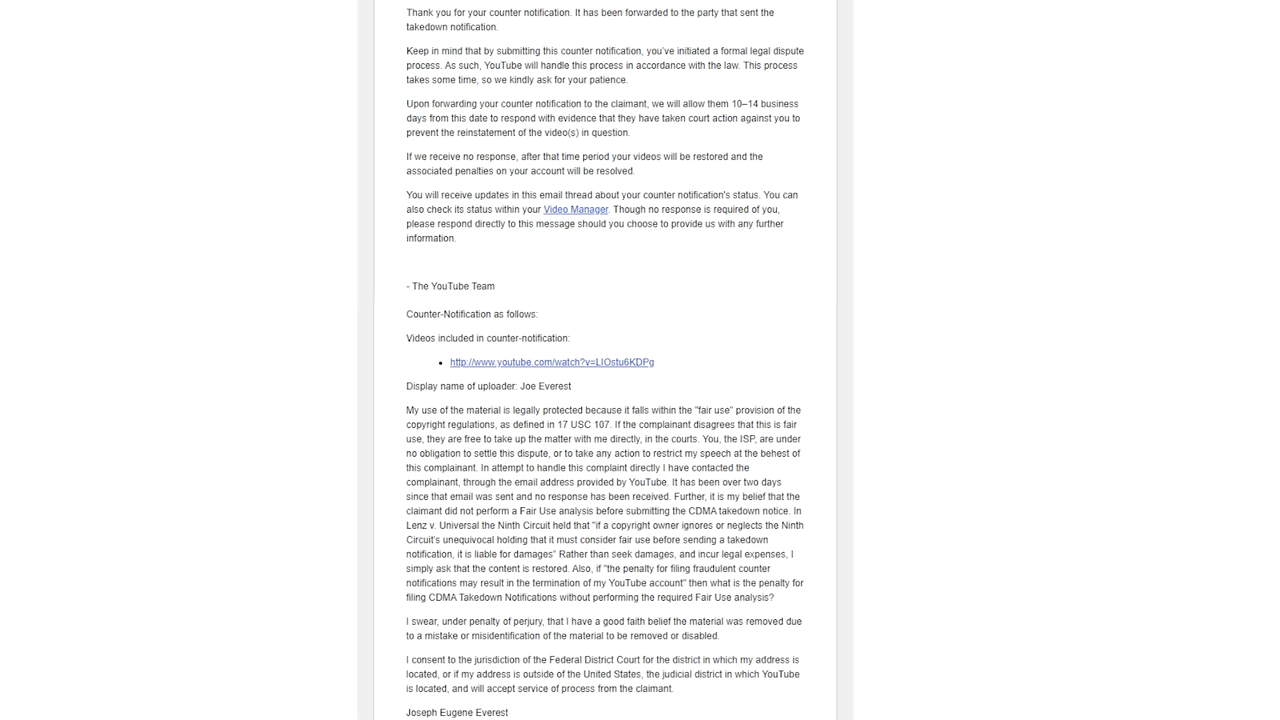 Thank you for your counter notification. It has been forwarded to the party that sent the
takedown notification.
Keep in mind that by submitting this counter notification, you've initiated a formal legal dispute
process. As such, YouTube will handle this process in accordance with the law. This process
takes some time, so we kindly ask for your patience.
Upon forwarding your counter notification to the claimant, we will allow them 10–14 business
days from this date to respond with evidence that they have taken court action against you to
prevent the reinstatement of the video(s) in question.
If we receive no response, after that time period your videos will be restored and the
associated penalties on your account will be resolved.
You will receive updates in this email thread about your counter notification's status. You can
also check its status within your Video Manager. Though no response is required of you,
please respond directly to this message should you choose to provide us with any further
information.
- The YouTube Team
Counter-Notification as follows:
Videos included in counter-notification:
• http://www.youtube.com/watch?v=LIOstu6KDPg
Display name of uploader: Joe Everest
My use of the material is legally protected because it falls within the "fair use" provision of the
copyright regulations, as defined in 17 USC 107. If the complainant disagrees that this is fair
use, they are free to take up the matter with me directly, in the courts. You, the ISP, are under
no obligation to settle this dispute, or to take any action to restrict my speech at the behest of
this complainant. In attempt to handle this complaint directly I have contacted the
complainant, through the email address provided by YouTube. It has been over two days
since that email was sent and no response has been received. Further, it is my belief that the
claimant did not perform a Fair Use analysis before submitting the CDMA takedown notice. In
Lenz v. Universal the Ninth Circuit held that "if a copyright owner ignores or neglects the Ninth
Circuit's unequivocal holding that it must consider fair use before sending a takedown
notification, it is liable for damages" Rather than seek damages, and incur legal expenses, I
simply ask that the content is restored. Also, if "the penalty for filing fraudulent counter
notifications may result in the termination of my YouTube account" then what is the penalty for
filing CDMA Takedown Notifications without performing the required Fair Use analysis?
I swear, under penalty of perjury, that I have a good faith belief the material was removed due
to a mistake or misidentification of the material to be removed or disabled.
I consent to the jurisdiction of the Federal District Court for the district in which my address is
located, or if my address is outside of the United States, the judicial district in which YouTube
is located, and will accept service of process from the claimant.
Joseph Eugene Everest